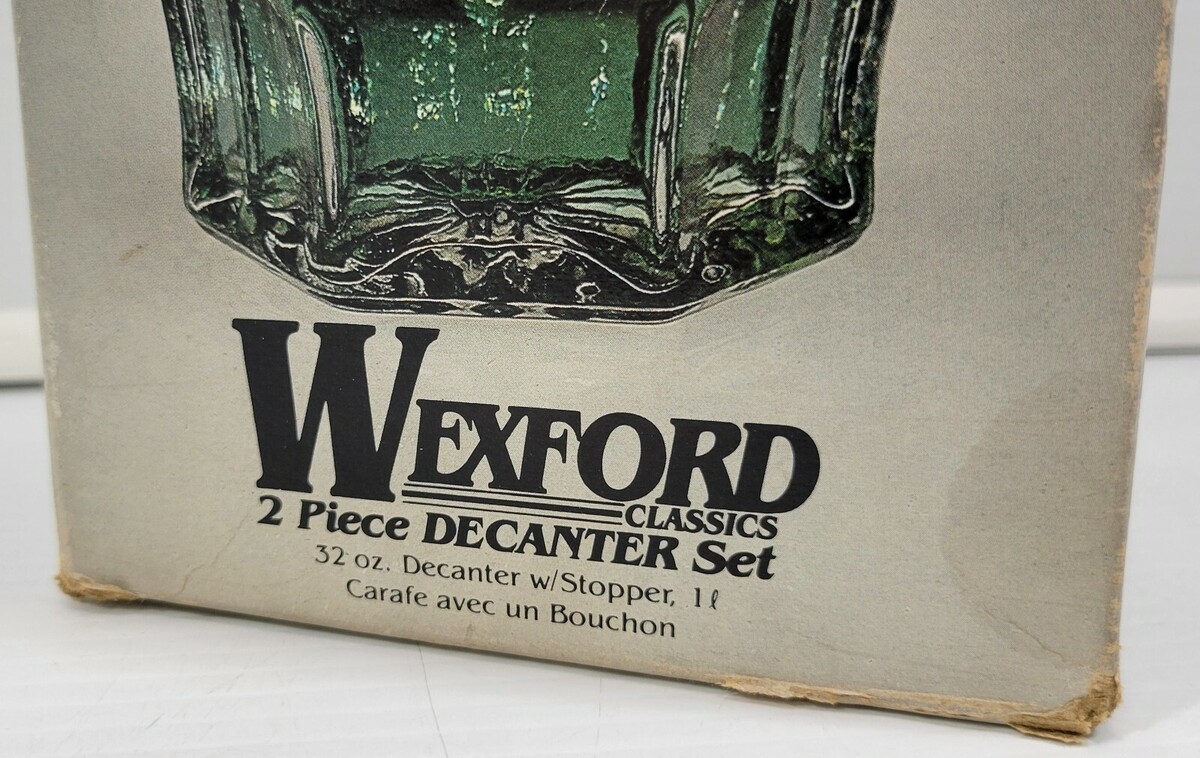 WEXFORD
CLASSICS
2 Piece DECANTER Set
32 oz. Decanter w/Stopper, 1ℓ
Carafe avec un Bouchon